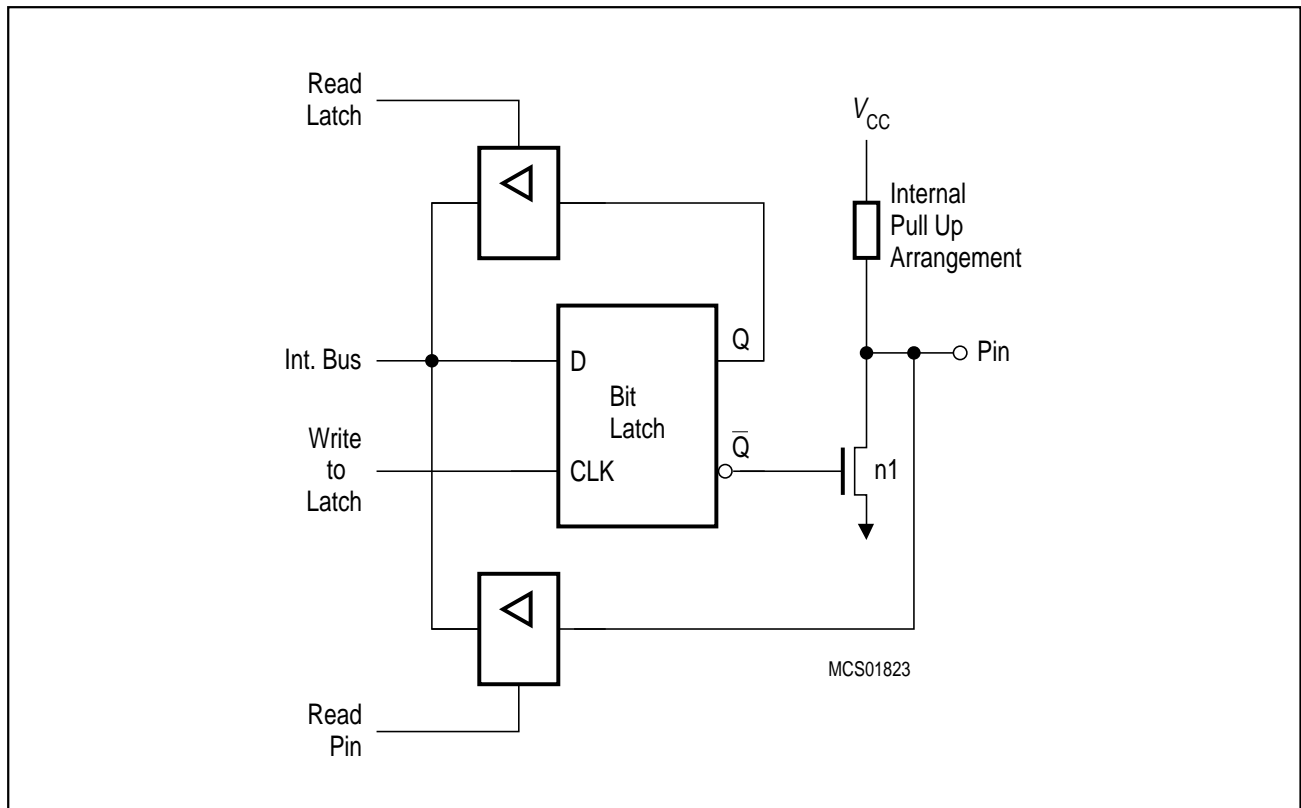 Read
Latch
V_CC
Internal
Pull Up
Arrangement
Q
Int. Bus
D
Pin
Bit
Latch
Write
to
Latch
CLK
Q̅
n1
MCS01823
Read
Pin